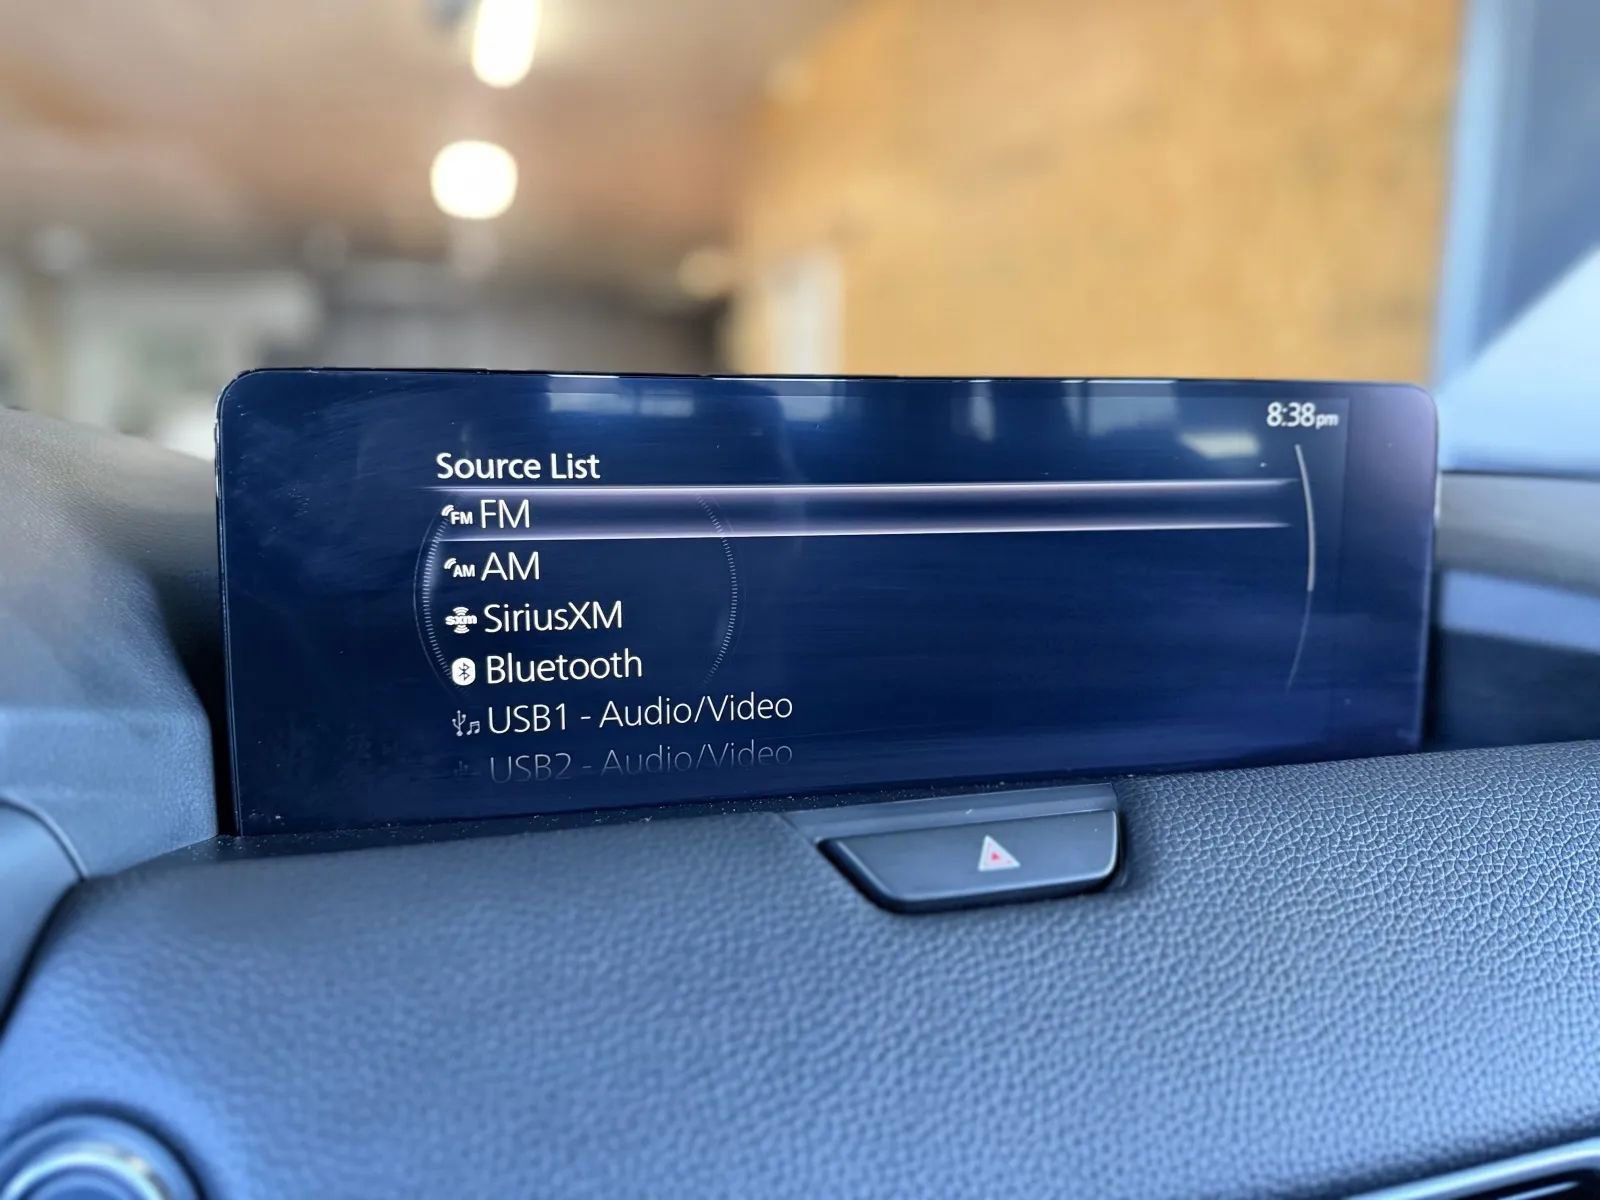 8:38pm
Source List
FM FM
AM AM
sxm SiriusXM
Bluetooth
USB1 - Audio/Video
USB2 - Audio/Video